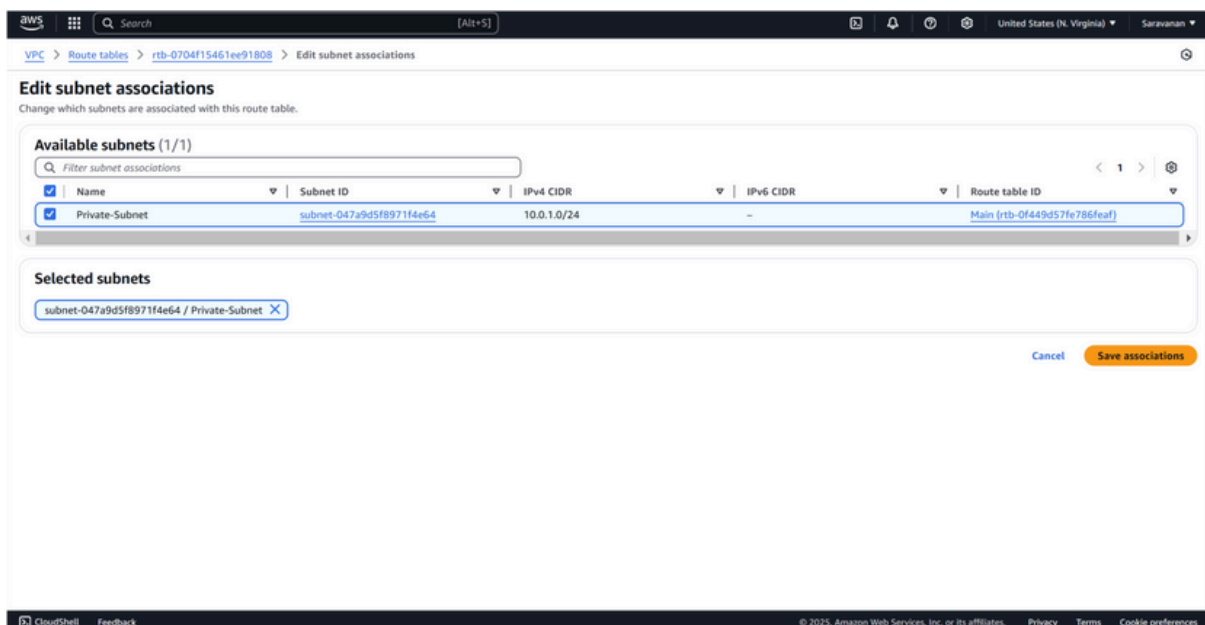 aws Search [Alt+S] United States (N. Virginia) Saravanan
VPC > Route tables > rtb-0704f15461ee91808 > Edit subnet associations
Edit subnet associations
Change which subnets are associated with this route table.
Available subnets (1/1)
Filter subnet associations
< 1 >
Name Subnet ID IPv4 CIDR IPv6 CIDR Route table ID
Private-Subnet subnet-047a9d5f8971f4e64 10.0.1.0/24 – Main (rtb-0f449d57fe786feaf)
Selected subnets
subnet-047a9d5f8971f4e64 / Private-Subnet
Cancel Save associations
CloudShell Feedback © 2025, Amazon Web Services, Inc. or its affiliates. Privacy Terms Cookie preferences